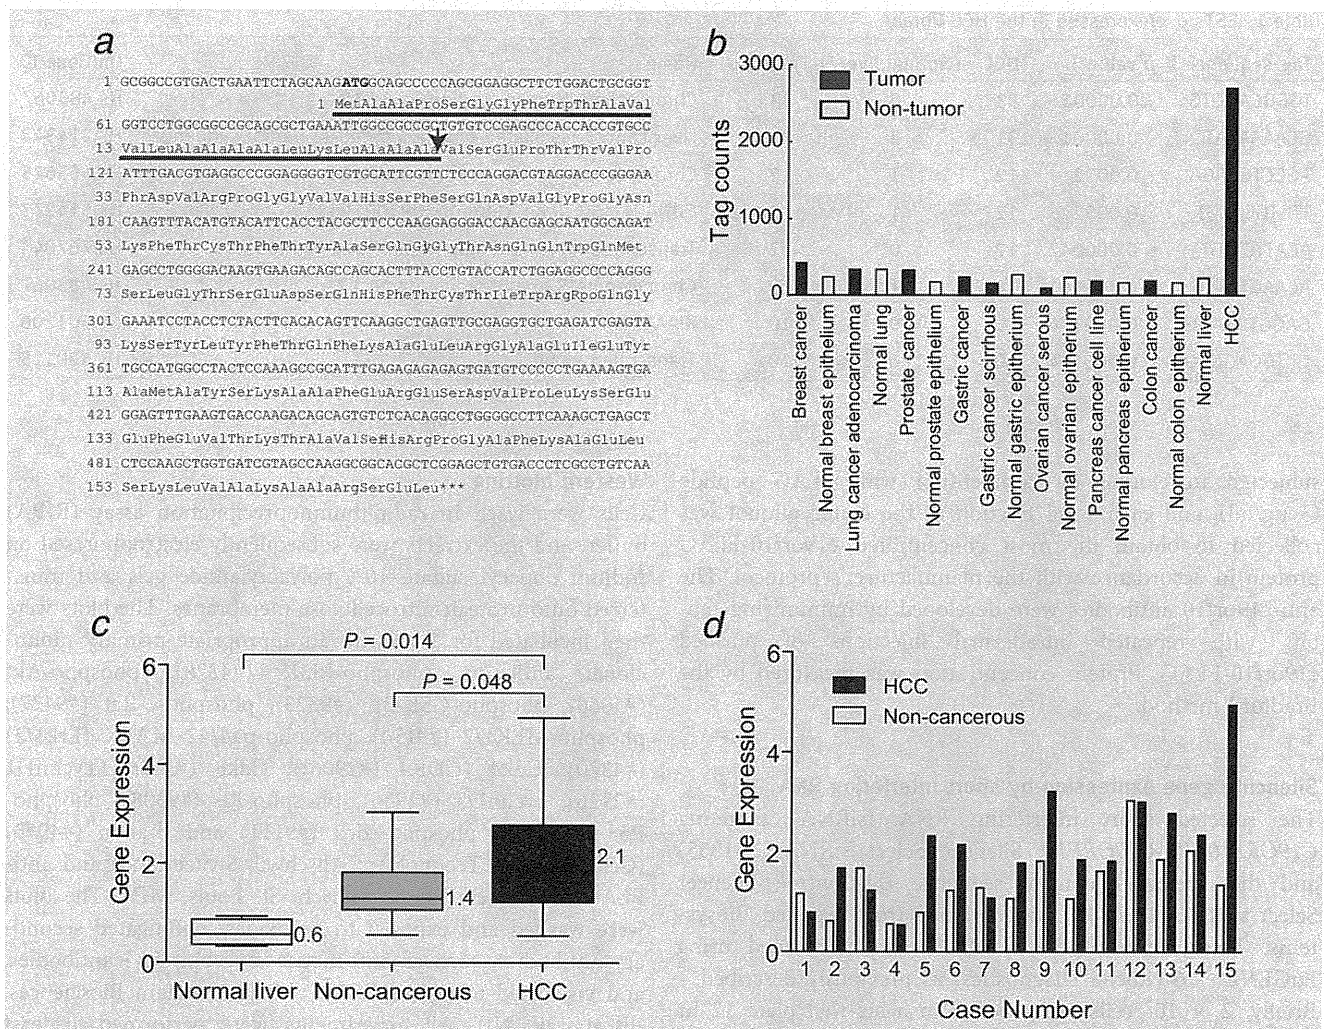 a
1 GCGGCCGTGACTGAATTCTAGCAAGATGGCAGCCCCCAGCGGAGGCTTCTGGACTGCGGT
1 MetAlaAlaProSerGlyGlyPheTrpThrAlaVal
61 GGTCCTGGCGGCCGCAGCGCTGAAATTGGCCGCCGCTGTGTCCGAGCCCACCACCGTGCC
13 ValLeuAlaAlaAlaAlaLeuLysLeuAlaAlaAlaValSerGluProThrThrValPro
121 ATTTGACGTGAGGCCCGGAGGGGTCGTGCATTCGTTCTCCCAGGACGTAGGACCCGGGAA
33 PhrAspValArgProGlyGlyValValHisSerPheSerGlnAspValGlyProGlyAsn
181 CAAGTTTACATGTACATTCACCTACGCTTCCCAAGGAGGGACCAACGAGCAATGGCAGAT
53 LysPheThrCysThrPheThrTyrAlaSerGlnGlyGlyThrAsnGlnGlnTrpGlnMet
241 GAGCCTGGGGACAAGTGAAGACAGCCAGCACTTTACCTGTACCATCTGGAGGCCCCAGGG
73 SerLeuGlyThrSerGluAspSerGlnHisPheThrCysThrIleTrpArgRpoGlnGly
301 GAAATCCTACCTCTACTTCACACAGTTCAAGGCTGAGTTGCGAGGTGCTGAGATCGAGTA
93 LysSerTyrLeuTyrPheThrGlnPheLysAlaGluLeuArgGlyAlaGluIleGluTyr
361 TGCCATGGCCTACTCCAAAGCCGCATTTGAGAGAGAGAGTGATGTCCCCCTGAAAAGTGA
113 AlaMetAlaTyrSerLysAlaAlaPheGluArgGluSerAspValProLeuLysSerGlu
421 GGAGTTTGAAGTGACCAAGACAGCAGTGTCTCACAGGCCTGGGGCCTTCAAAGCTGAGCT
133 GluPheGluValThrLysThrAlaValSerHisArgProGlyAlaPheLysAlaGluLeu
481 CTCCAAGCTGGTGATCGTAGCCAAGGCGGCACGCTCGGAGCTGTGACCCTCGCCTGTCAA
153 SerLysLeuValAlaLysAlaAlaArgSerGluLeu***
b
3000
2000
1000
0
Tag counts
Tumor
Non-tumor
Breast cancer
Normal breast epithelium
Lung cancer adenocarcinoma
Normal lung
Prostate cancer
Normal prostate epithelium
Gastric cancer
Gastric cancer scirrhous
Normal gastric epitherium
Ovarian cancer serous
Normal ovarian epitherium
Pancreas cancer cell line
Normal pancreas epitherium
Colon cancer
Normal colon epitherium
Normal liver
HCC
c
P = 0.014
P = 0.048
6
4
2
0
Gene Expression
0.6
1.4
2.1
Normal liver Non-cancerous HCC
d
6
4
2
0
Gene Expression
HCC
Non-cancerous
1 2 3 4 5 6 7 8 9 10 11 12 13 14 15
Case Number